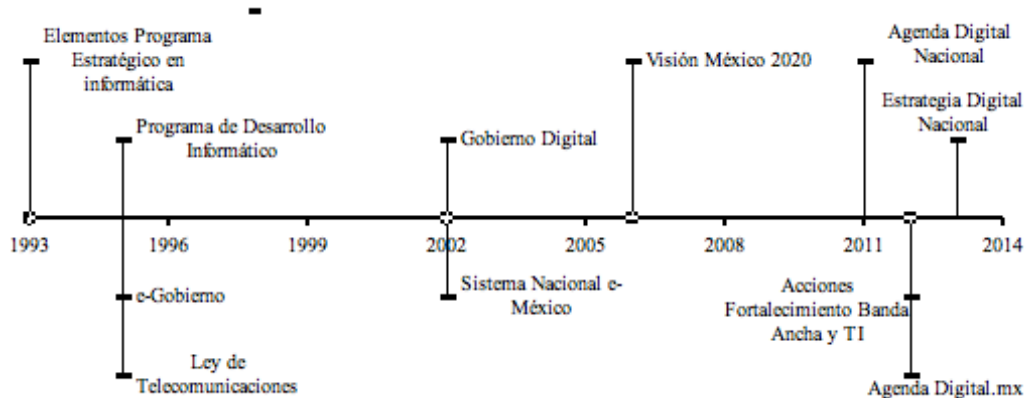 Elementos Programa
Estratégico en
informática
Agenda Digital
Nacional
Visión México 2020
Estrategia Digital
Nacional
Programa de Desarrollo
Informático
Gobierno Digital
1993
1996
1999
2002
2005
2008
2011
2014
e-Gobierno
Sistema Nacional e-
México
Acciones
Fortalecimiento Banda
Ancha y TI
Ley de
Telecomunicaciones
Agenda Digital.mx